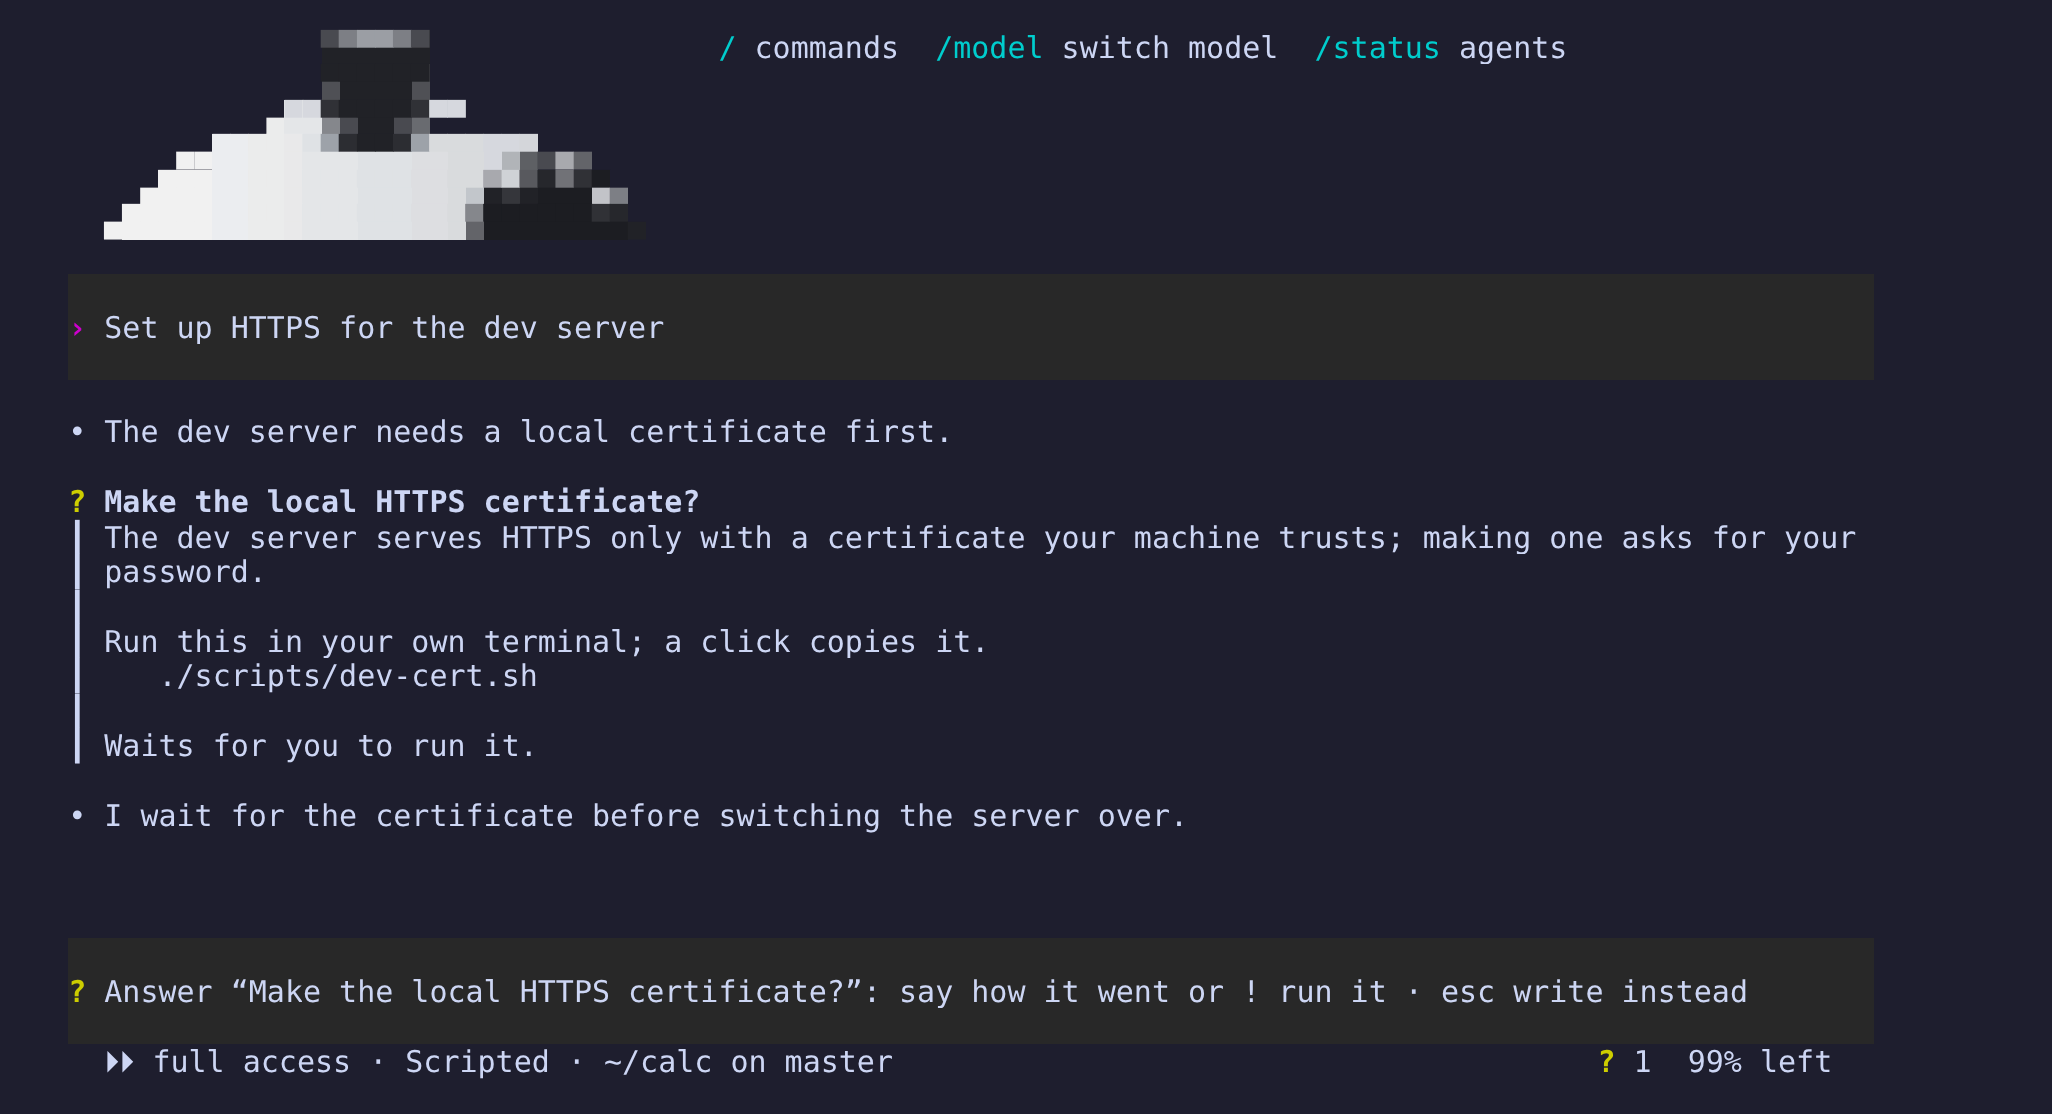 / commands  /model switch model  /status agents
› Set up HTTPS for the dev server
• The dev server needs a local certificate first.
? Make the local HTTPS certificate?
The dev server serves HTTPS only with a certificate your machine trusts; making one asks for your
password.
Run this in your own terminal; a click copies it.
./scripts/dev-cert.sh
Waits for you to run it.
• I wait for the certificate before switching the server over.
? Answer “Make the local HTTPS certificate?”: say how it went or ! run it · esc write instead
full access · Scripted · ~/calc on master  ? 1  99% left